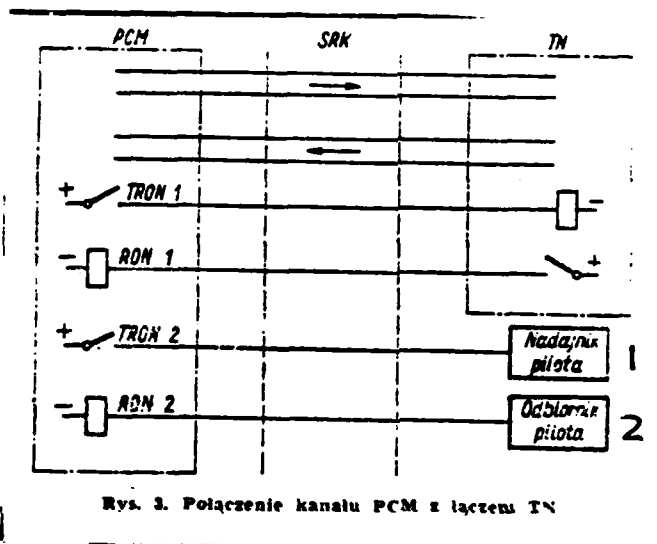 PCM SRK TN
+ TRON 1 -
- RON 1 +
+ TRON 2
Nadajnik
pilota 1
- RON 2
Odbiornik
pilota 2
Rys. 3. Połączenie kanału PCM z łączem TN